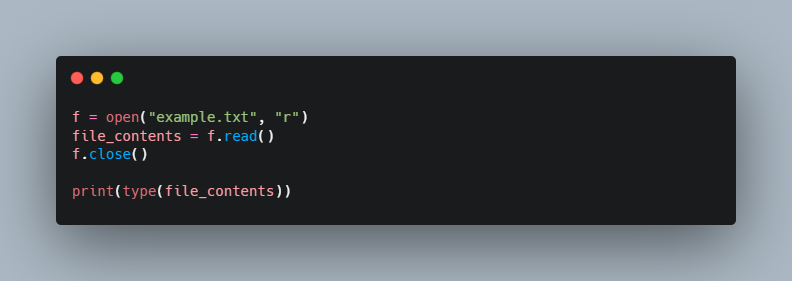 f = open("example.txt", "r")
file_contents = f.read()
f.close()
print(type(file_contents))